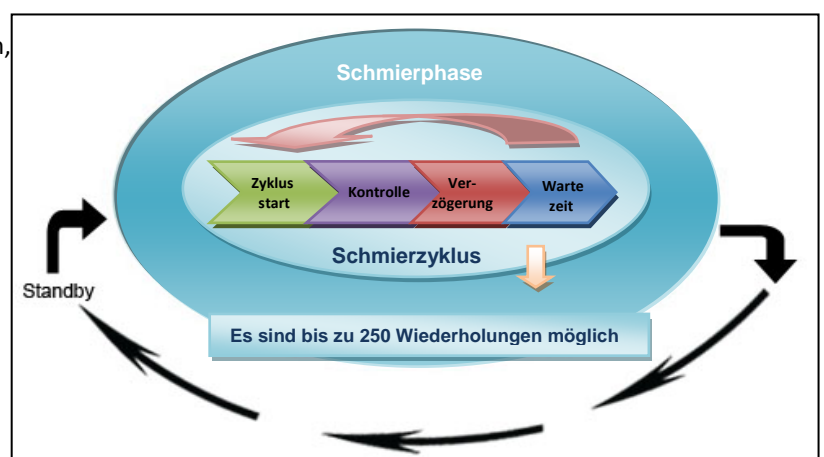 n,
Schmierphase
Zyklus
start
Kontrolle
Ver-
zögerung
Warte
zeit
Schmierzyklus
Standby
Es sind bis zu 250 Wiederholungen möglich